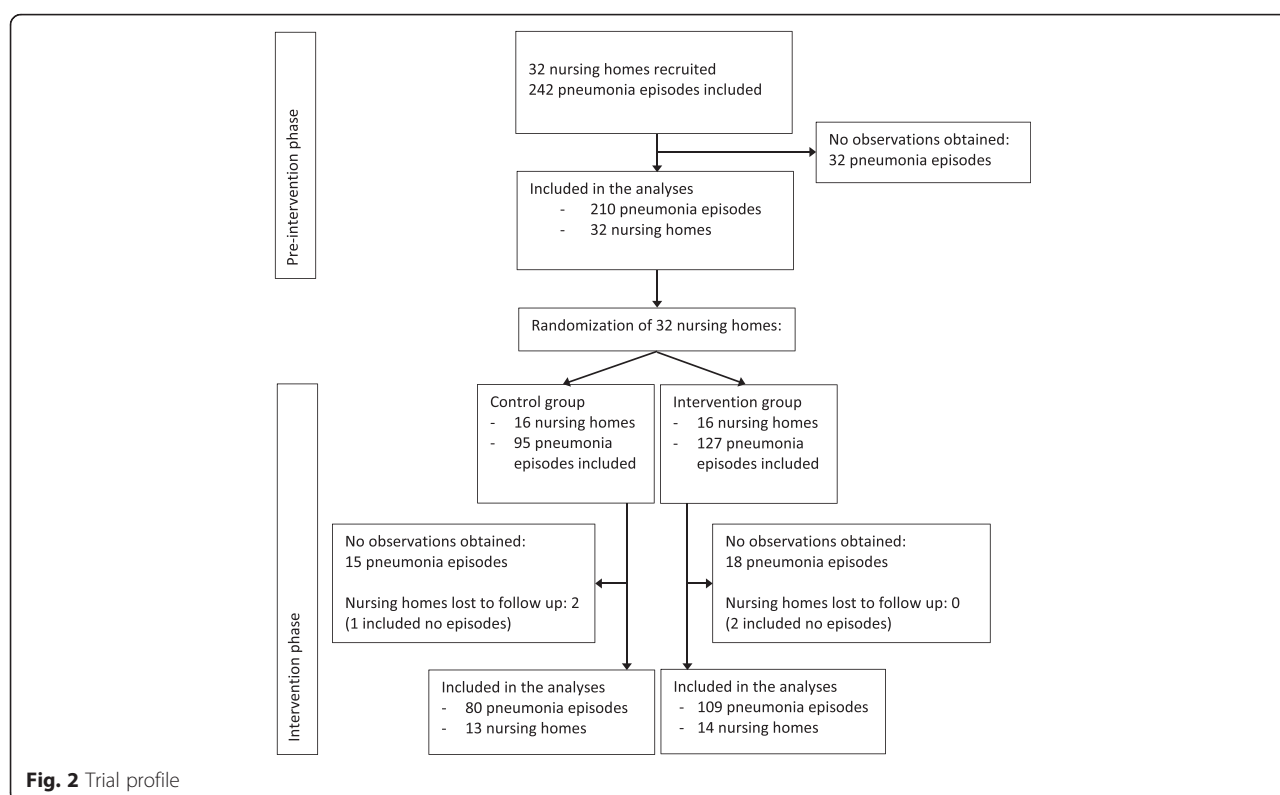 Pre-intervention phase
32 nursing homes recruited
242 pneumonia episodes included
No observations obtained:
32 pneumonia episodes
Included in the analyses
- 210 pneumonia episodes
- 32 nursing homes
Randomization of 32 nursing homes:
Intervention phase
Control group
- 16 nursing homes
- 95 pneumonia
episodes included
Intervention group
- 16 nursing homes
- 127 pneumonia
episodes included
No observations obtained:
15 pneumonia episodes
Nursing homes lost to follow up: 2
(1 included no episodes)
No observations obtained:
18 pneumonia episodes
Nursing homes lost to follow up: 0
(2 included no episodes)
Included in the analyses
- 80 pneumonia episodes
- 13 nursing homes
Included in the analyses
- 109 pneumonia episodes
- 14 nursing homes
Fig. 2 Trial profile